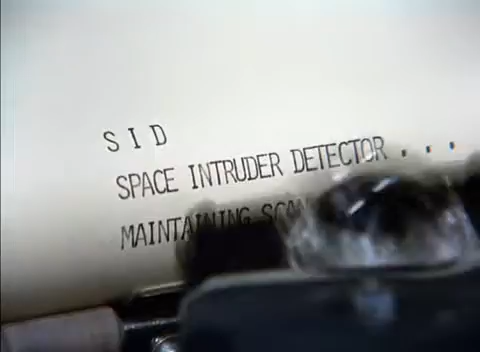 S I D
SPACE INTRUDER DETECTOR . . .
MAINTAINING